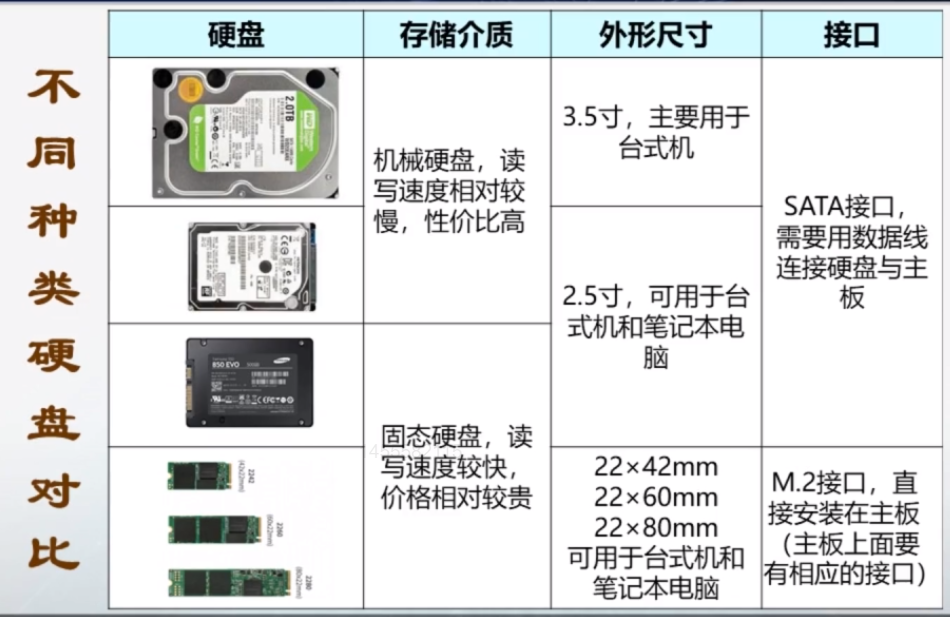 不同种类硬盘对比
硬盘
存储介质
外形尺寸
接口
2.0TB
WD
机械硬盘，读
写速度相对较
慢，性价比高
3.5寸，主要用于
台式机
SATA接口，
需要用数据线
连接硬盘与主
板
2.5寸，可用于台
式机和笔记本电
脑
850 EVO
固态硬盘，读
写速度较快，
价格相对较贵
2242
(42x22mm)
2260
(60x22mm)
2280
(80x22mm)
22×42mm
22×60mm
22×80mm
可用于台式机和
笔记本电脑
M.2接口，直
接安装在主板
（主板上面要
有相应的接口）